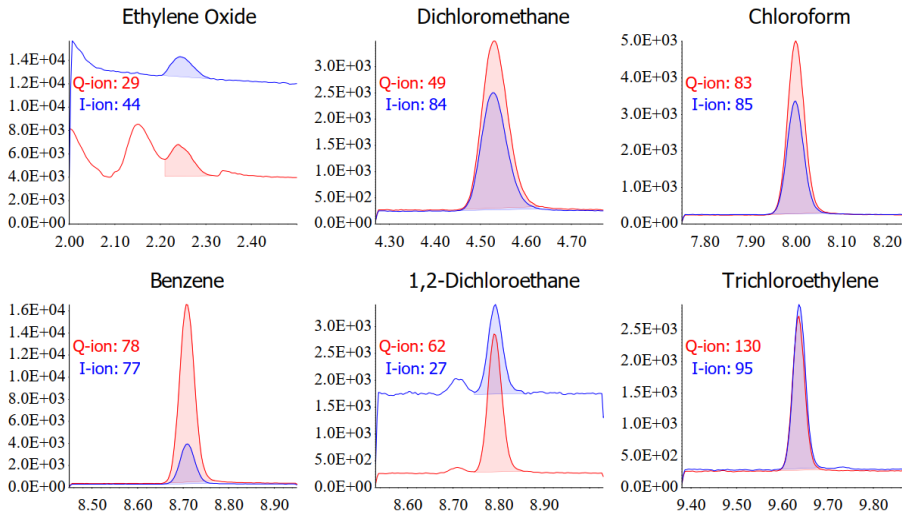 Ethylene Oxide
1.4E+04
1.2E+04
1.0E+04
8.0E+03
6.0E+03
4.0E+03
2.0E+03
0.0E+00
Q-ion: 29
I-ion: 44
2.00 2.10 2.20 2.30 2.40
Dichloromethane
3.0E+03
2.5E+03
2.0E+03
1.5E+03
1.0E+03
5.0E+02
0.0E+00
Q-ion: 49
I-ion: 84
4.30 4.40 4.50 4.60 4.70
Chloroform
5.0E+03
4.0E+03
3.0E+03
2.0E+03
1.0E+03
0.0E+00
Q-ion: 83
I-ion: 85
7.80 7.90 8.00 8.10 8.20
Benzene
1.6E+04
1.4E+04
1.2E+04
1.0E+04
8.0E+03
6.0E+03
4.0E+03
2.0E+03
0.0E+00
Q-ion: 78
I-ion: 77
8.50 8.60 8.70 8.80 8.90
1,2-Dichloroethane
3.0E+03
2.5E+03
2.0E+03
1.5E+03
1.0E+03
5.0E+02
0.0E+00
Q-ion: 62
I-ion: 27
8.60 8.70 8.80 8.90
Trichloroethylene
2.5E+03
2.0E+03
1.5E+03
1.0E+03
5.0E+02
0.0E+00
Q-ion: 130
I-ion: 95
9.40 9.50 9.60 9.70 9.80